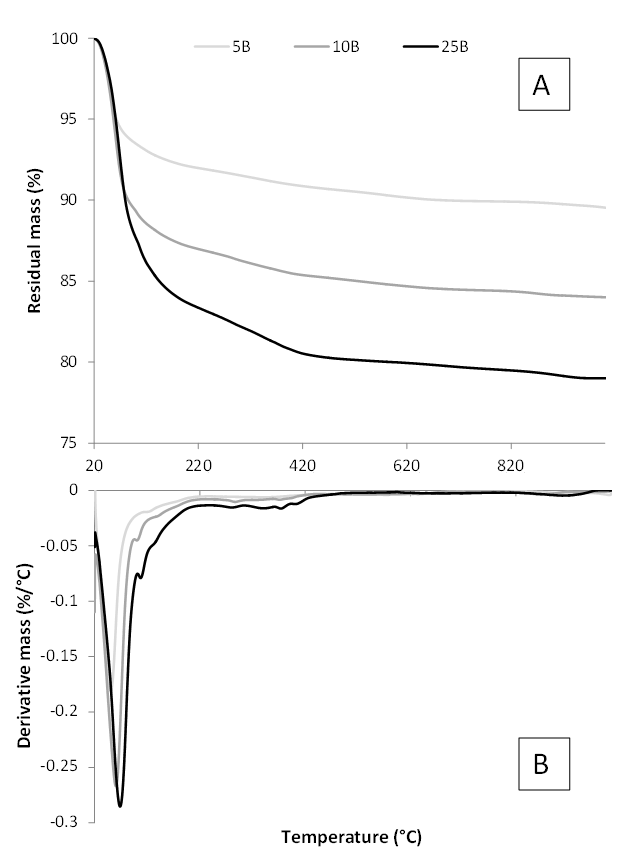 100
5B 10B 25B
A
95
90
85
80
75
Residual mass (%)
20 220 420 620 820
0
-0.05
-0.1
-0.15
-0.2
-0.25
-0.3
Derivative mass (%/°C)
B
Temperature (°C)